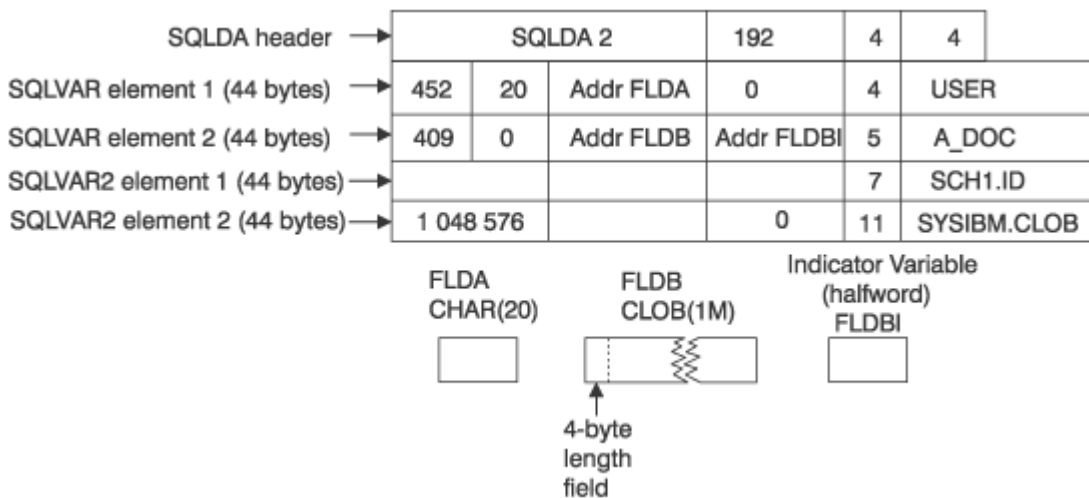 SQLDA header SQLDA 2 192 4 4
SQLVAR element 1 (44 bytes) 452 20 Addr FLDA 0 4 USER
SQLVAR element 2 (44 bytes) 409 0 Addr FLDB Addr FLDBI 5 A_DOC
SQLVAR2 element 1 (44 bytes) 7 SCH1.ID
SQLVAR2 element 2 (44 bytes) 1 048 576 0 11 SYSIBM.CLOB
FLDA
CHAR(20)
FLDB
CLOB(1M)
Indicator Variable
(halfword)
FLDBI
4-byte
length
field